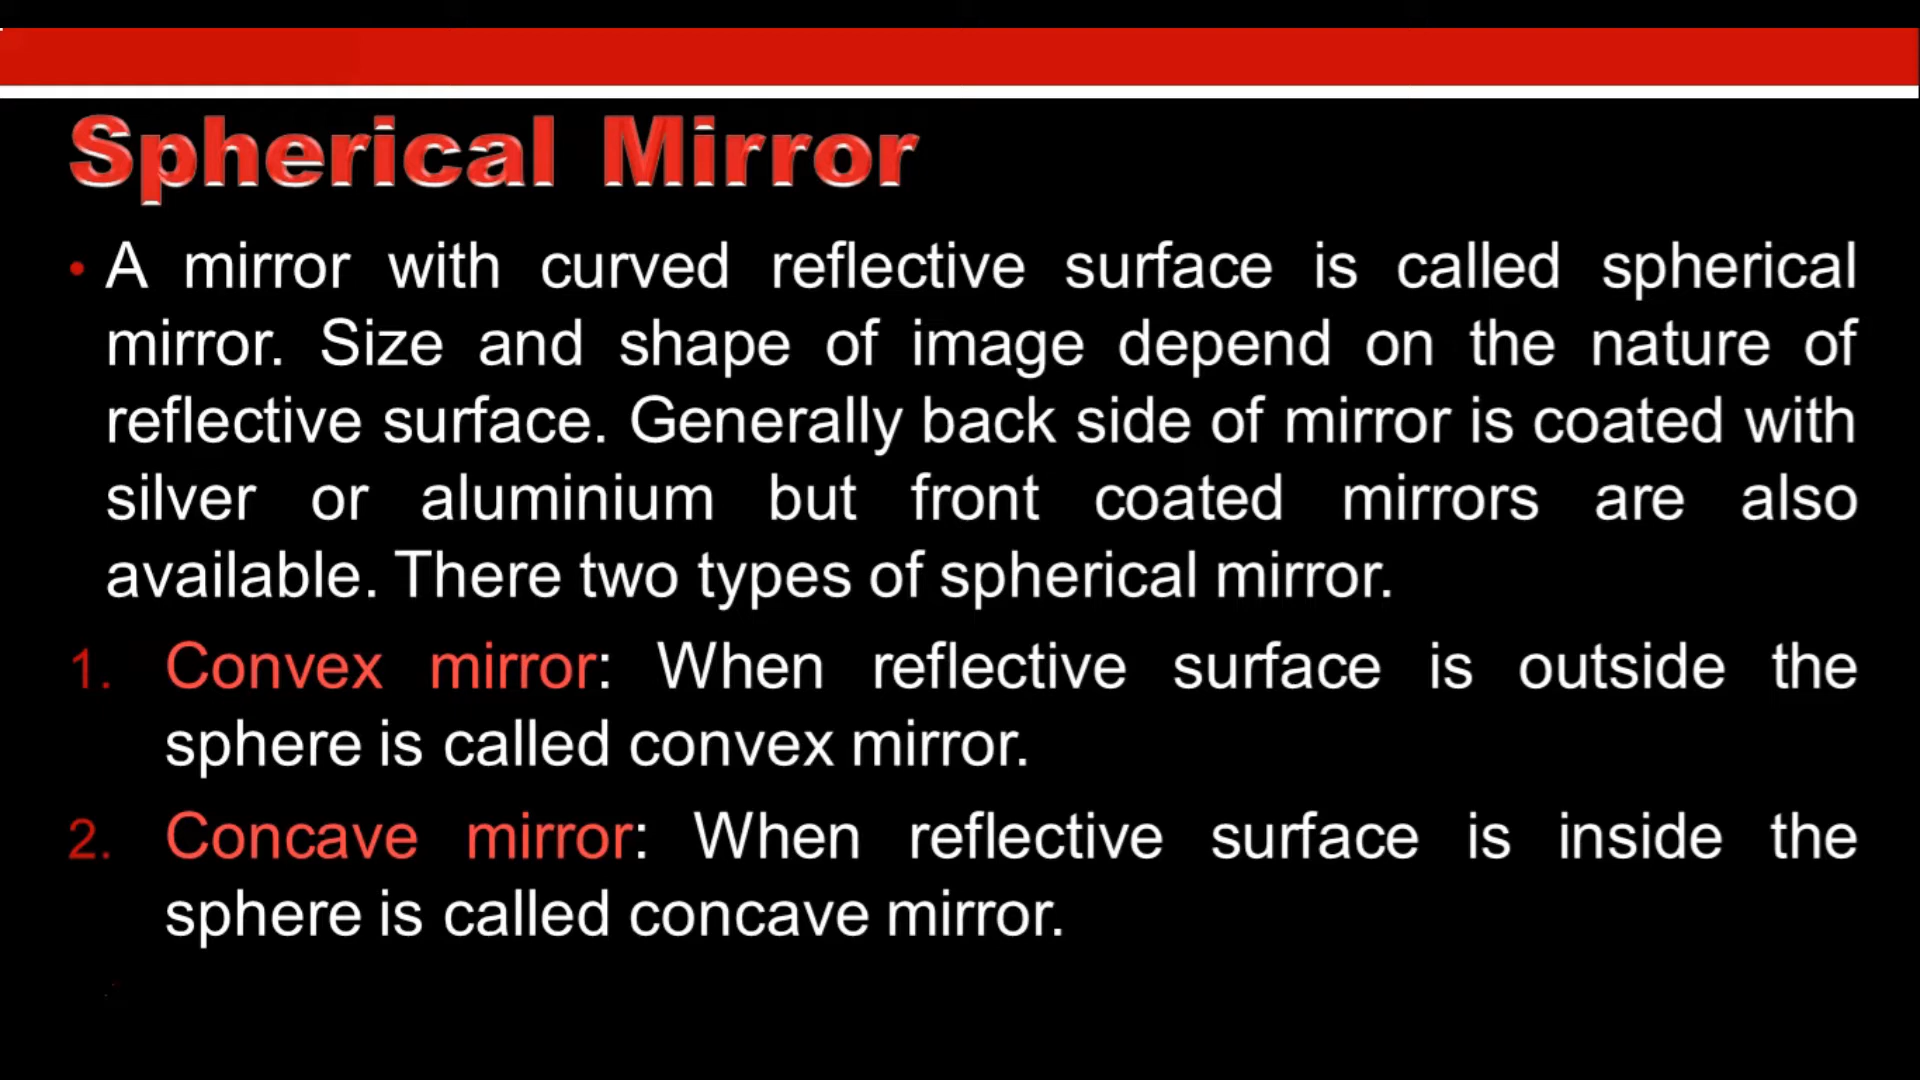 Spherical Mirror
• A mirror with curved reflective surface is called spherical
mirror. Size and shape of image depend on the nature of
reflective surface. Generally back side of mirror is coated with
silver or aluminium but front coated mirrors are also
available. There two types of spherical mirror.
1. Convex mirror: When reflective surface is outside the
sphere is called convex mirror.
2. Concave mirror: When reflective surface is inside the
sphere is called concave mirror.